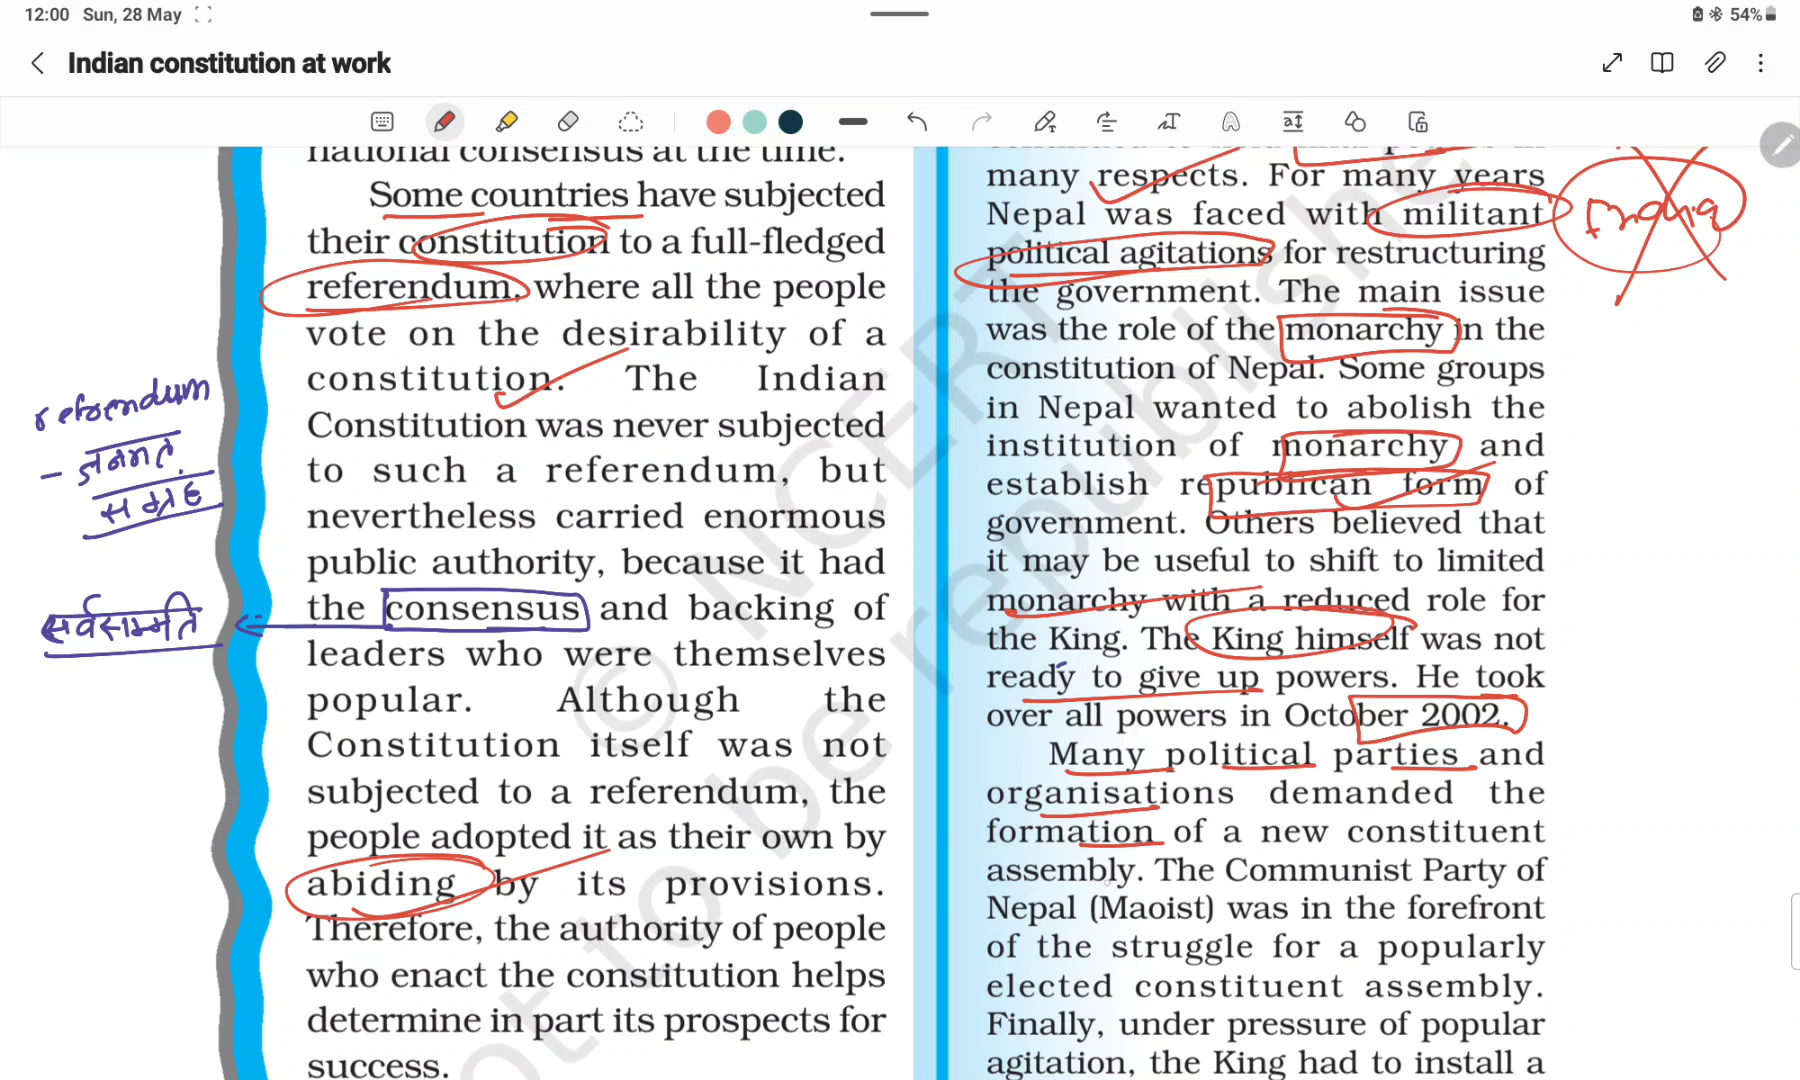 12:00 Sun, 28 May
54%
Indian constitution at work
national consensus at the time.
Some countries have subjected
their constitution to a full-fledged
referendum, where all the people
vote on the desirability of a
constitution. The Indian
Constitution was never subjected
to such a referendum, but
nevertheless carried enormous
public authority, because it had
the consensus and backing of
leaders who were themselves
popular. Although the
Constitution itself was not
subjected to a referendum, the
people adopted it as their own by
abiding by its provisions.
Therefore, the authority of people
who enact the constitution helps
determine in part its prospects for
success.
referendum
- जनमत
संग्रह
सर्वसम्मति
many respects. For many years
Nepal was faced with militant
political agitations for restructuring
the government. The main issue
was the role of the monarchy in the
constitution of Nepal. Some groups
in Nepal wanted to abolish the
institution of monarchy and
establish republican form of
government. Others believed that
it may be useful to shift to limited
monarchy with a reduced role for
the King. The King himself was not
ready to give up powers. He took
over all powers in October 2002.
Many political parties and
organisations demanded the
formation of a new constituent
assembly. The Communist Party of
Nepal (Maoist) was in the forefront
of the struggle for a popularly
elected constituent assembly.
Finally, under pressure of popular
agitation, the King had to install a
© NCERT
not to be republished